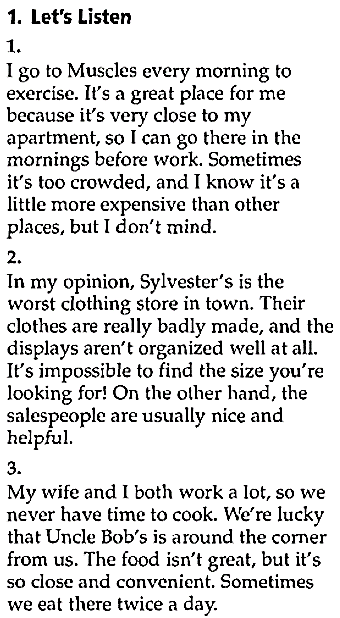 1. Let's Listen
1.
I go to Muscles every morning to
exercise. It's a great place for me
because it's very close to my
apartment, so I can go there in the
mornings before work. Sometimes
it's too crowded, and I know it's a
little more expensive than other
places, but I don't mind.
2.
In my opinion, Sylvester's is the
worst clothing store in town. Their
clothes are really badly made, and the
displays aren't organized well at all.
It's impossible to find the size you're
looking for! On the other hand, the
salespeople are usually nice and
helpful.
3.
My wife and I both work a lot, so we
never have time to cook. We're lucky
that Uncle Bob's is around the corner
from us. The food isn't great, but it's
so close and convenient. Sometimes
we eat there twice a day.